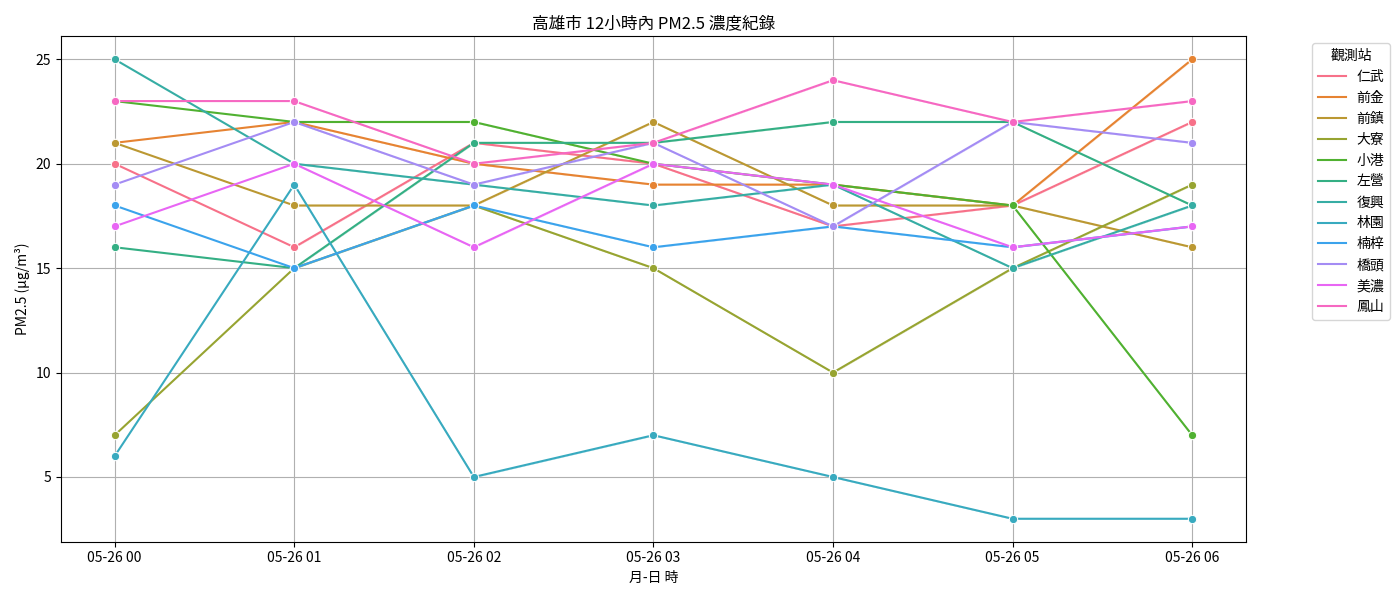 高雄市 12小時內 PM2.5 濃度紀錄
PM2.5 (μg/m³)
25
20
15
10
5
05-26 00
05-26 01
05-26 02
05-26 03
05-26 04
05-26 05
05-26 06
月-日 時
觀測站
仁武
前金
前鎮
大寮
小港
左營
復興
林園
楠梓
橋頭
美濃
鳳山